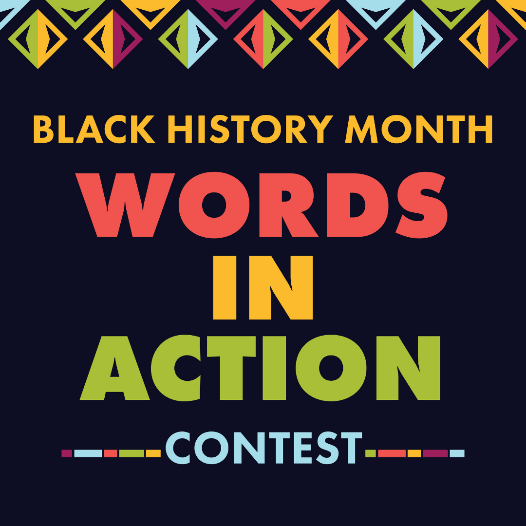 BLACK HISTORY MONTH
WORDS
IN
ACTION
CONTEST